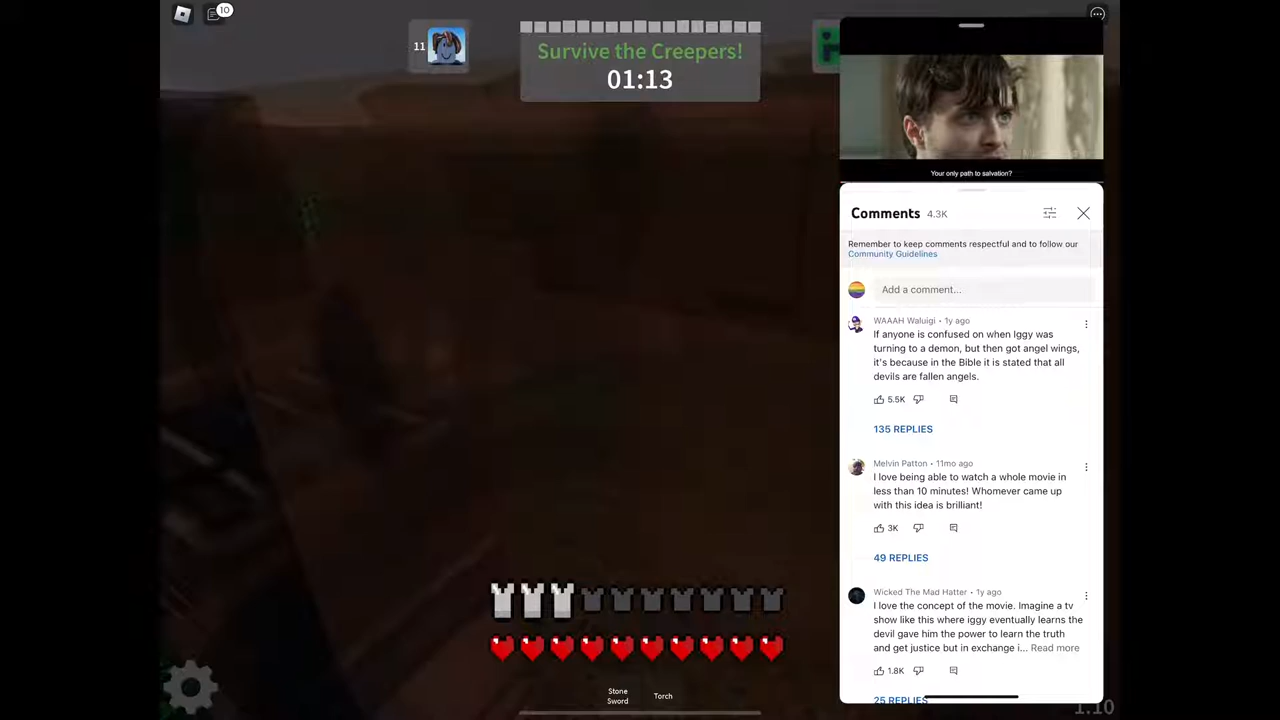 10
11
Survive the Creepers!
01:13
Your only path to salvation?
Comments 4.3K
Remember to keep comments respectful and to follow our
Community Guidelines
Add a comment...
WAAAH Waluigi • 1y ago
If anyone is confused on when Iggy was
turning to a demon, but then got angel wings,
it's because in the Bible it is stated that all
devils are fallen angels.
5.5K
135 REPLIES
Melvin Patton • 11mo ago
I love being able to watch a whole movie in
less than 10 minutes! Whomever came up
with this idea is brilliant!
3K
49 REPLIES
Wicked The Mad Hatter • 1y ago
I love the concept of the movie. Imagine a tv
show like this where iggy eventually learns the
devil gave him the power to learn the truth
and get justice but in exchange i... Read more
1.8K
25 REPLIES
Stone
Sword
Torch
1.10